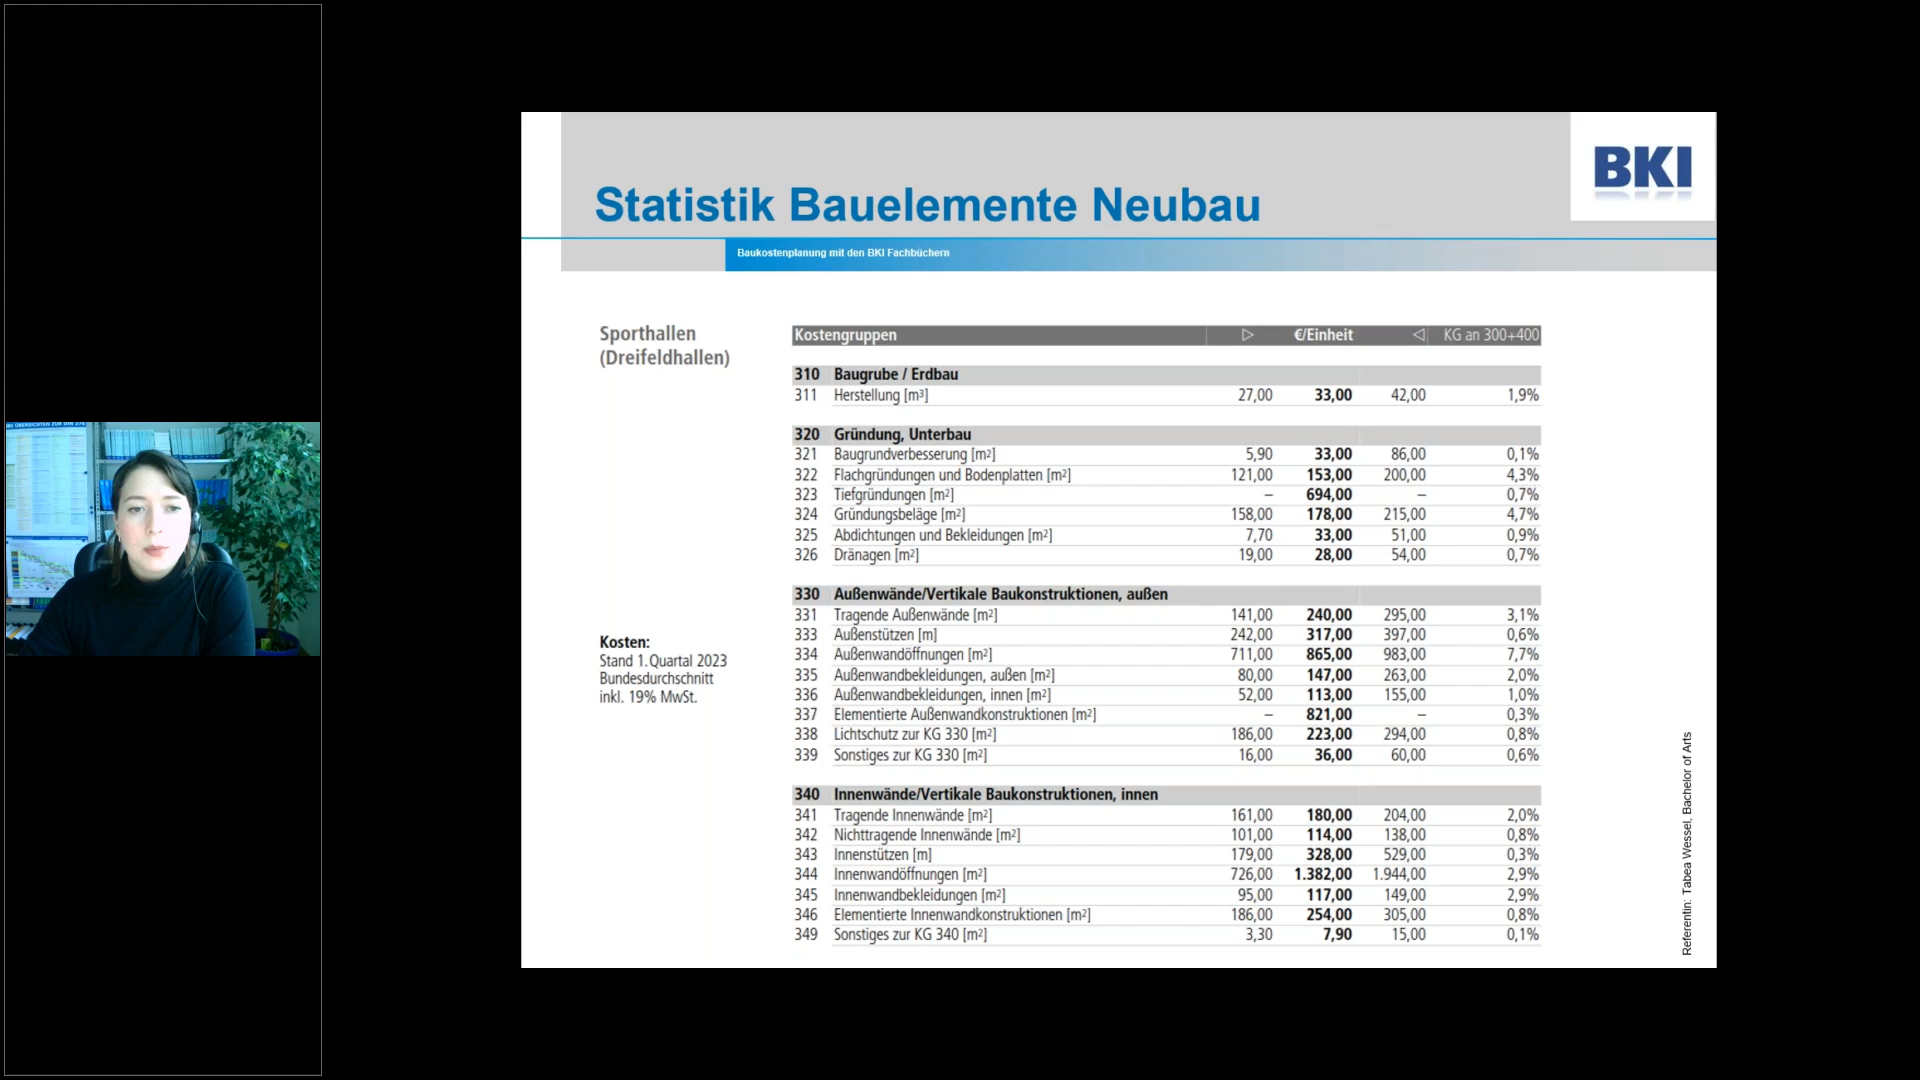 BKI
Statistik Bauelemente Neubau
Baukostenplanung mit den BKI Fachbüchern
Sporthallen
(Dreifeldhallen)
Kosten:
Stand 1.Quartal 2023
Bundesdurchschnitt
inkl. 19% MwSt.
Kostengruppen ▷ €/Einheit ◁ KG an 300+400
310 Baugrube / Erdbau
311 Herstellung [m³] 27,00 33,00 42,00 1,9%
320 Gründung, Unterbau
321 Baugrundverbesserung [m²] 5,90 33,00 86,00 0,1%
322 Flachgründungen und Bodenplatten [m²] 121,00 153,00 200,00 4,3%
323 Tiefgründungen [m²] – 694,00 – 0,7%
324 Gründungsbeläge [m²] 158,00 178,00 215,00 4,7%
325 Abdichtungen und Bekleidungen [m²] 7,70 33,00 51,00 0,9%
326 Dränagen [m²] 19,00 28,00 54,00 0,7%
330 Außenwände/Vertikale Baukonstruktionen, außen
331 Tragende Außenwände [m²] 141,00 240,00 295,00 3,1%
333 Außenstützen [m] 242,00 317,00 397,00 0,6%
334 Außenwandöffnungen [m²] 711,00 865,00 983,00 7,7%
335 Außenwandbekleidungen, außen [m²] 80,00 147,00 263,00 2,0%
336 Außenwandbekleidungen, innen [m²] 52,00 113,00 155,00 1,0%
337 Elementierte Außenwandkonstruktionen [m²] – 821,00 – 0,3%
338 Lichtschutz zur KG 330 [m²] 186,00 223,00 294,00 0,8%
339 Sonstiges zur KG 330 [m²] 16,00 36,00 60,00 0,6%
340 Innenwände/Vertikale Baukonstruktionen, innen
341 Tragende Innenwände [m²] 161,00 180,00 204,00 2,0%
342 Nichttragende Innenwände [m²] 101,00 114,00 138,00 0,8%
343 Innenstützen [m] 179,00 328,00 529,00 0,3%
344 Innenwandöffnungen [m²] 726,00 1.382,00 1.944,00 2,9%
345 Innenwandbekleidungen [m²] 95,00 117,00 149,00 2,9%
346 Elementierte Innenwandkonstruktionen [m²] 186,00 254,00 305,00 0,8%
349 Sonstiges zur KG 340 [m²] 3,30 7,90 15,00 0,1%
Referentin: Tabea Wessel, Bachelor of Arts